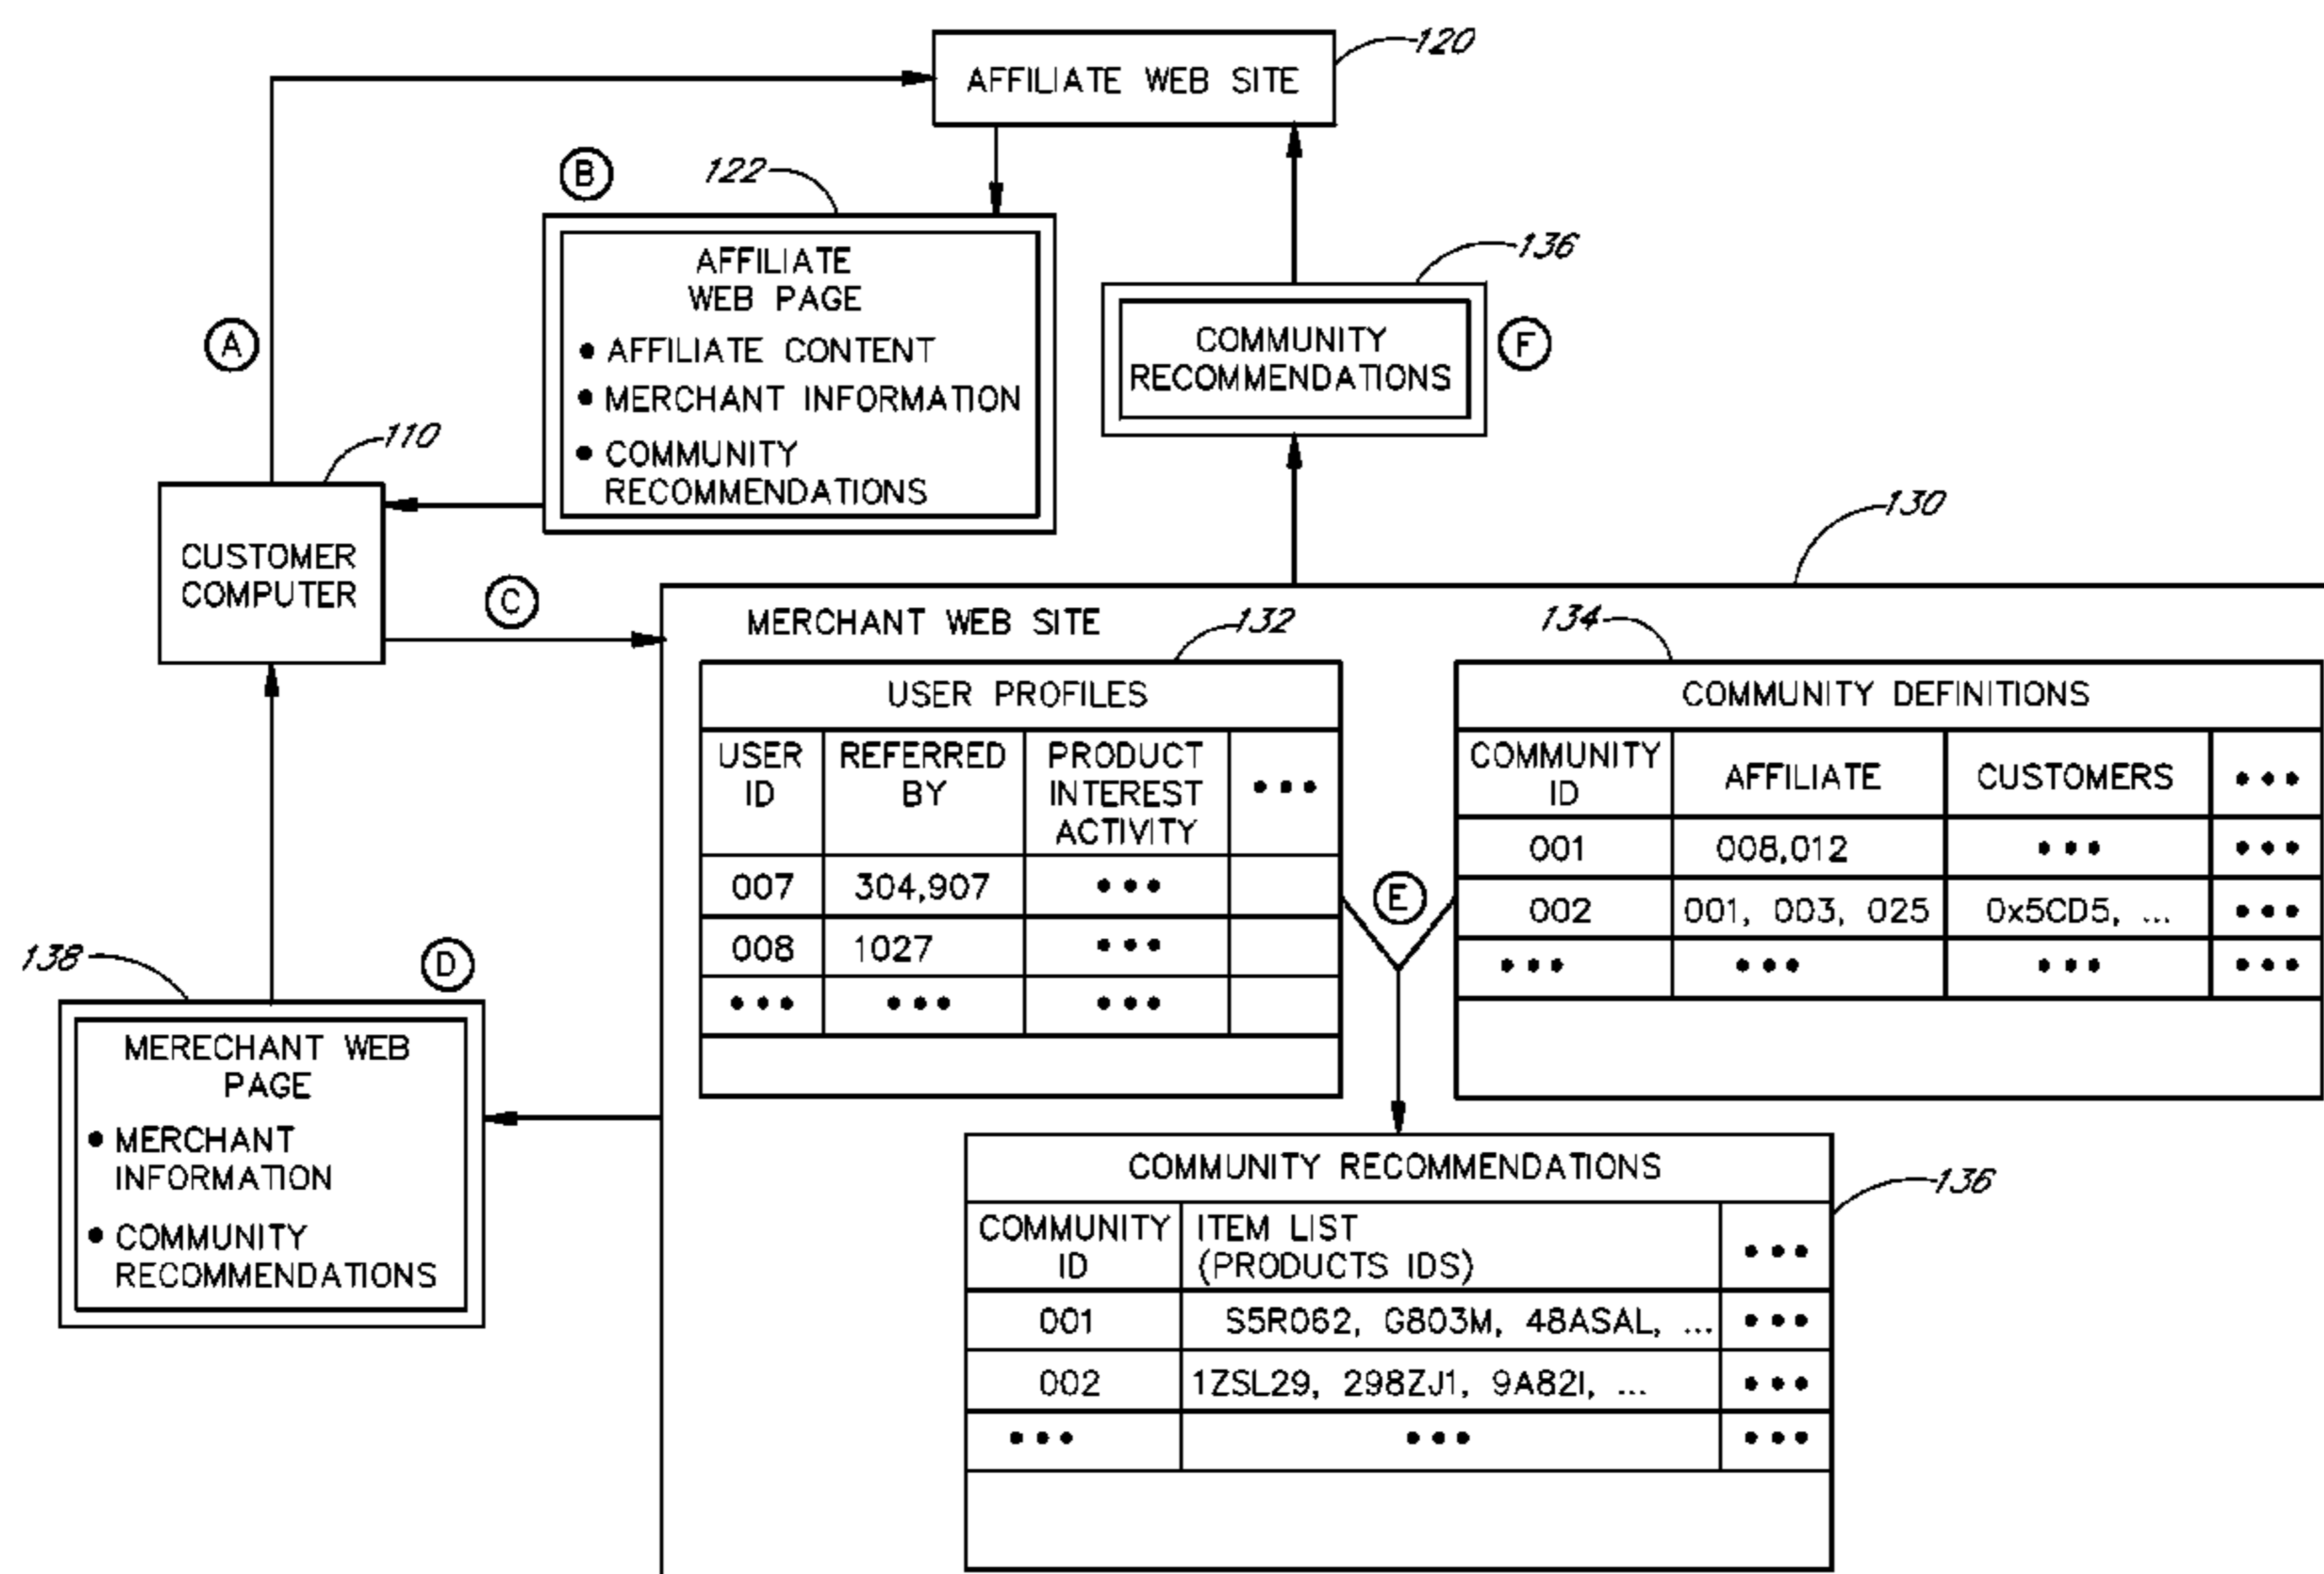 120
AFFILIATE WEB SITE
B
122
AFFILIATE
WEB PAGE
• AFFILIATE CONTENT
• MERCHANT INFORMATION
• COMMUNITY
RECOMMENDATIONS
136
COMMUNITY
RECOMMENDATIONS
F
A
110
CUSTOMER
COMPUTER
C
130
MERCHANT WEB SITE
132
USER PROFILES
USER
ID
REFERRED
BY
PRODUCT
INTEREST
ACTIVITY
•••
007 304,907 •••
008 1027 •••
••• ••• •••
134
COMMUNITY DEFINITIONS
COMMUNITY
ID
AFFILIATE
CUSTOMERS
•••
001 008,012 ••• •••
002 001, 003, 025 0x5CD5, ... •••
••• ••• ••• •••
E
138
D
MERECHANT WEB
PAGE
• MERCHANT
INFORMATION
• COMMUNITY
RECOMMENDATIONS
136
COMMUNITY RECOMMENDATIONS
COMMUNITY
ID
ITEM LIST
(PRODUCTS IDS)
•••
001 S5R062, G803M, 48ASAL, ... •••
002 1ZSL29, 298ZJ1, 9A82I, ... •••
••• ••• •••